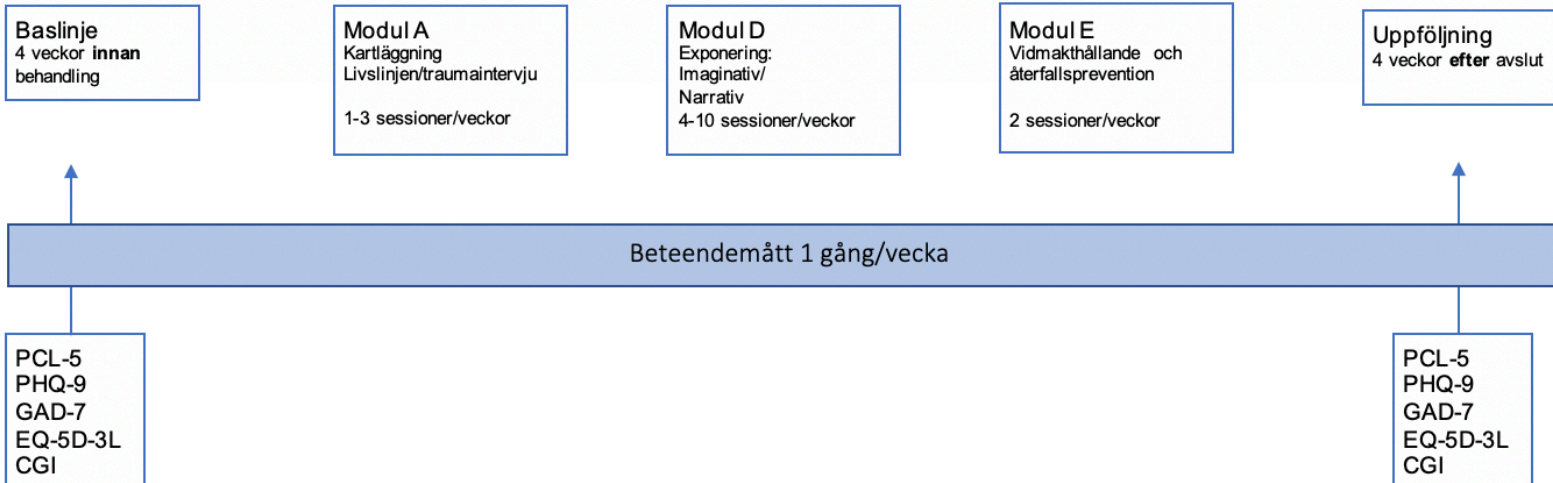 Baslinje
4 veckor innan
behandling
Modul A
Kartläggning
Livslinjen/traumaintervju
1-3 sessioner/veckor
Modul D
Exponering:
Imaginativ/
Narrativ
4-10 sessioner/veckor
Modul E
Vidmakthållande och
återfallsprevention
2 sessioner/veckor
Uppföljning
4 veckor efter avslut
Beteendemått 1 gång/vecka
PCL-5
PHQ-9
GAD-7
EQ-5D-3L
CGI
PCL-5
PHQ-9
GAD-7
EQ-5D-3L
CGI